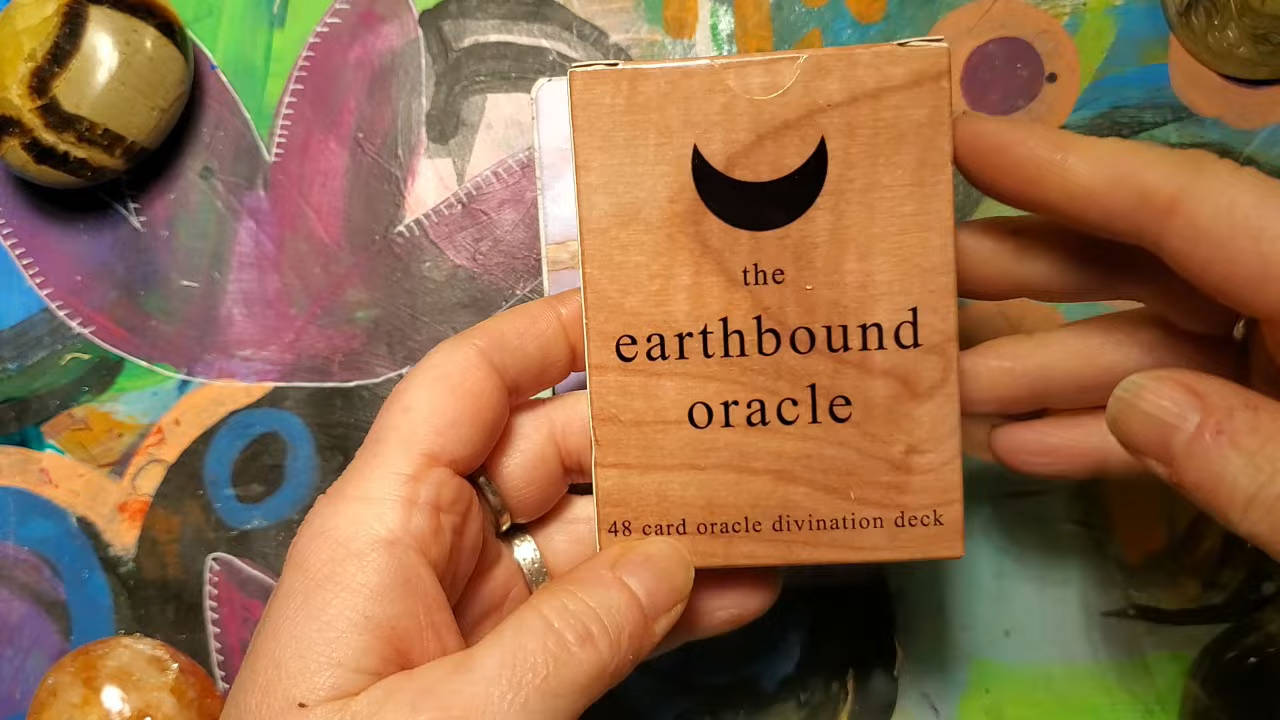 the
earthbound
oracle
48 card oracle divination deck